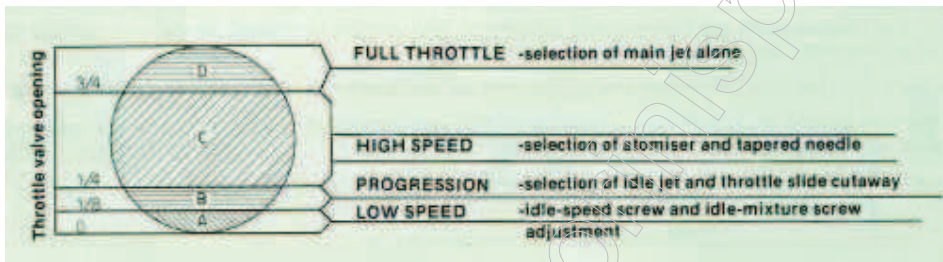 Throttle valve opening
FULL THROTTLE -selection of main jet alone
D
3/4
C
HIGH SPEED -selection of atomiser and tapered needle
1/4
PROGRESSION -selection of idle jet and throttle slide cutaway
B
1/8
LOW SPEED -idle-speed screw and idle-mixture screw
A
0
adjustment